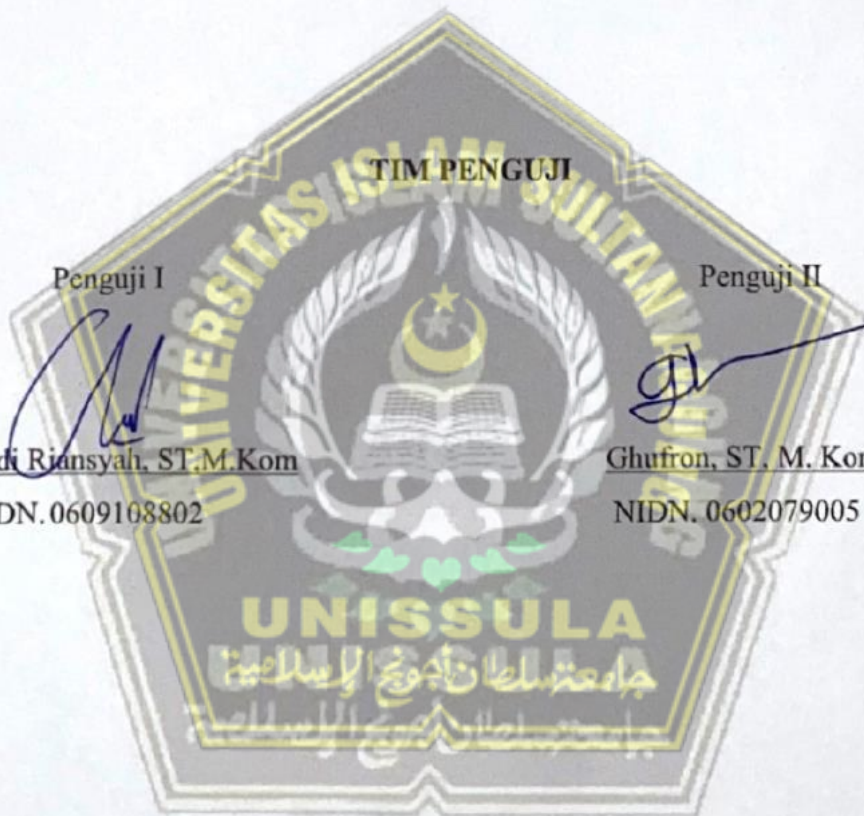 TIM PENGUJI
Penguji I
Penguji II
di Riansyah, ST,M.Kom
Ghufron, ST, M. Kom
DN. 0609108802
NIDN. 0602079005
UNIVERSITAS ISLAM SULTAN AGUNG
UNISSULA
جامعة سلطان أجونج الإسلامية